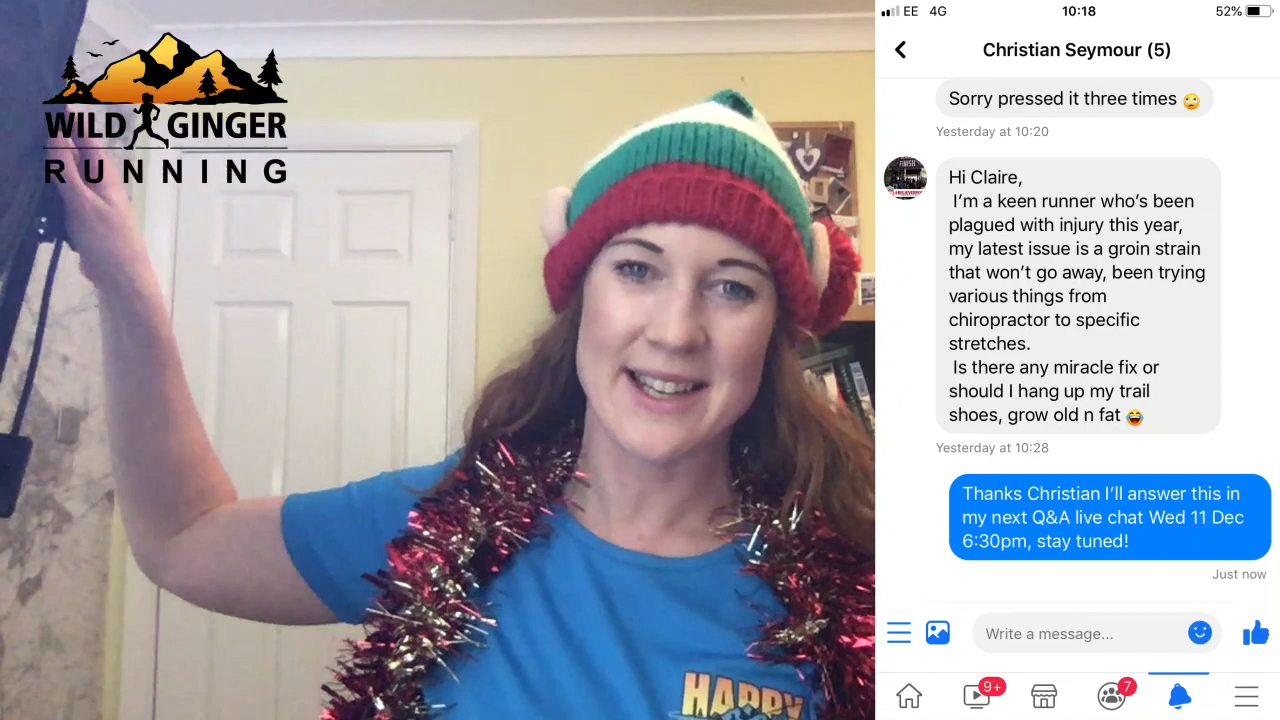 WILD GINGER
RUNNING
HAPPY
EE 4G 10:18 52%
Christian Seymour (5)
Sorry pressed it three times 🙄
Yesterday at 10:20
FINISH
Hi Claire,
I'm a keen runner who's been
plagued with injury this year,
my latest issue is a groin strain
that won't go away, been trying
various things from
chiropractor to specific
stretches.
Is there any miracle fix or
should I hang up my trail
shoes, grow old n fat 😂
Yesterday at 10:28
Thanks Christian I'll answer this in
my next Q&A live chat Wed 11 Dec
6:30pm, stay tuned!
Just now
Write a message...
9+
7